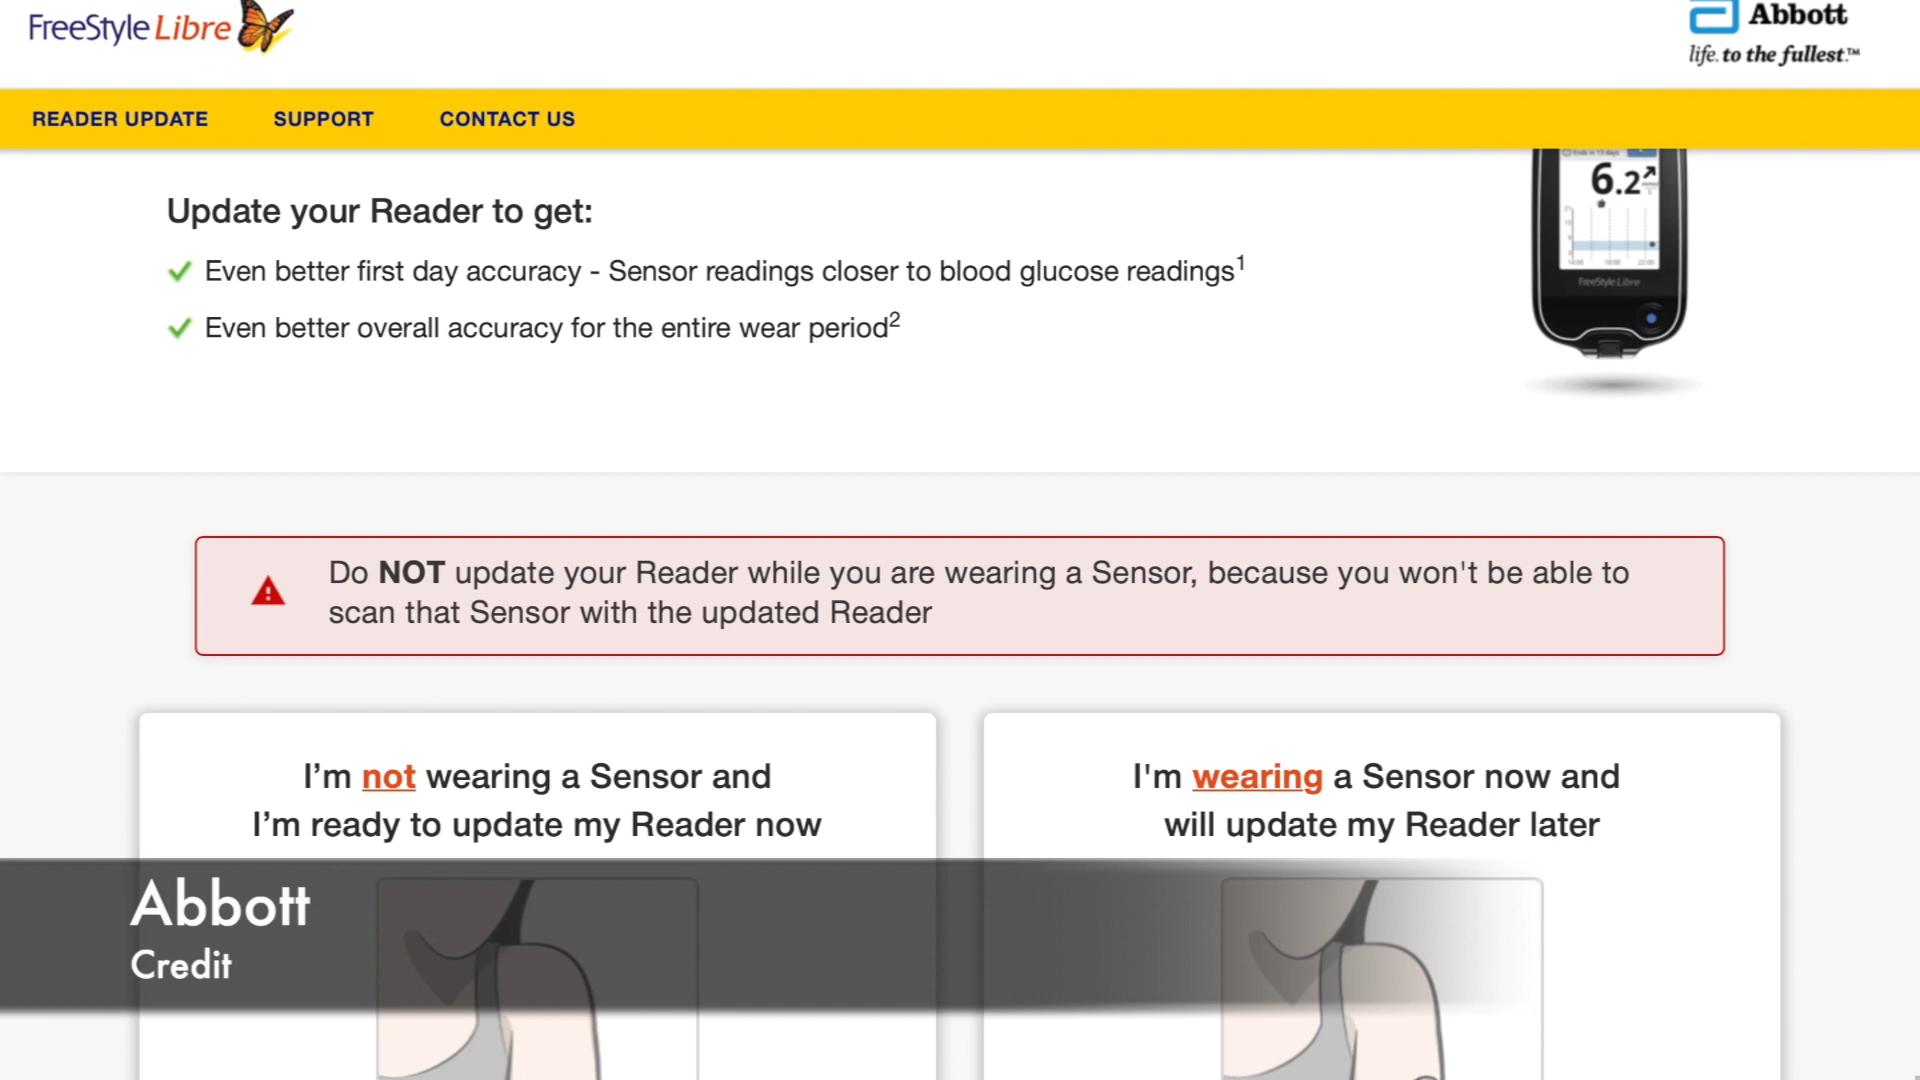 FreeStyle Libre
Abbott
life. to the fullest.™
READER UPDATE SUPPORT CONTACT US
6.2
Update your Reader to get:
Even better first day accuracy - Sensor readings closer to blood glucose readings1
FreeStyle Libre
Even better overall accuracy for the entire wear period2
Do NOT update your Reader while you are wearing a Sensor, because you won't be able to
scan that Sensor with the updated Reader
I’m not wearing a Sensor and
I’m ready to update my Reader now
I'm wearing a Sensor now and
will update my Reader later
Abbott
Credit